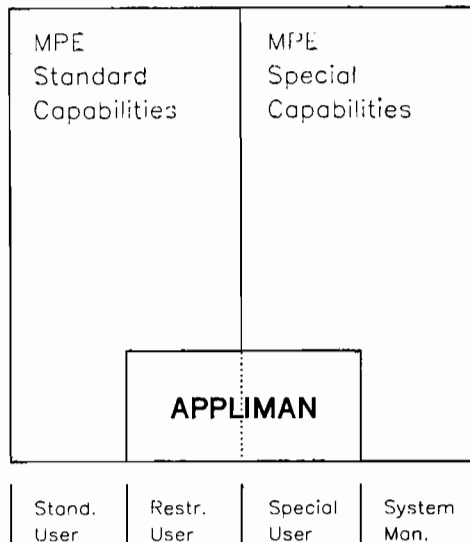 MPE
Standard
Capabilities
MPE
Special
Capabilities
APPLIMAN
Stand.
User
Restr.
User
Special
User
System
Man.